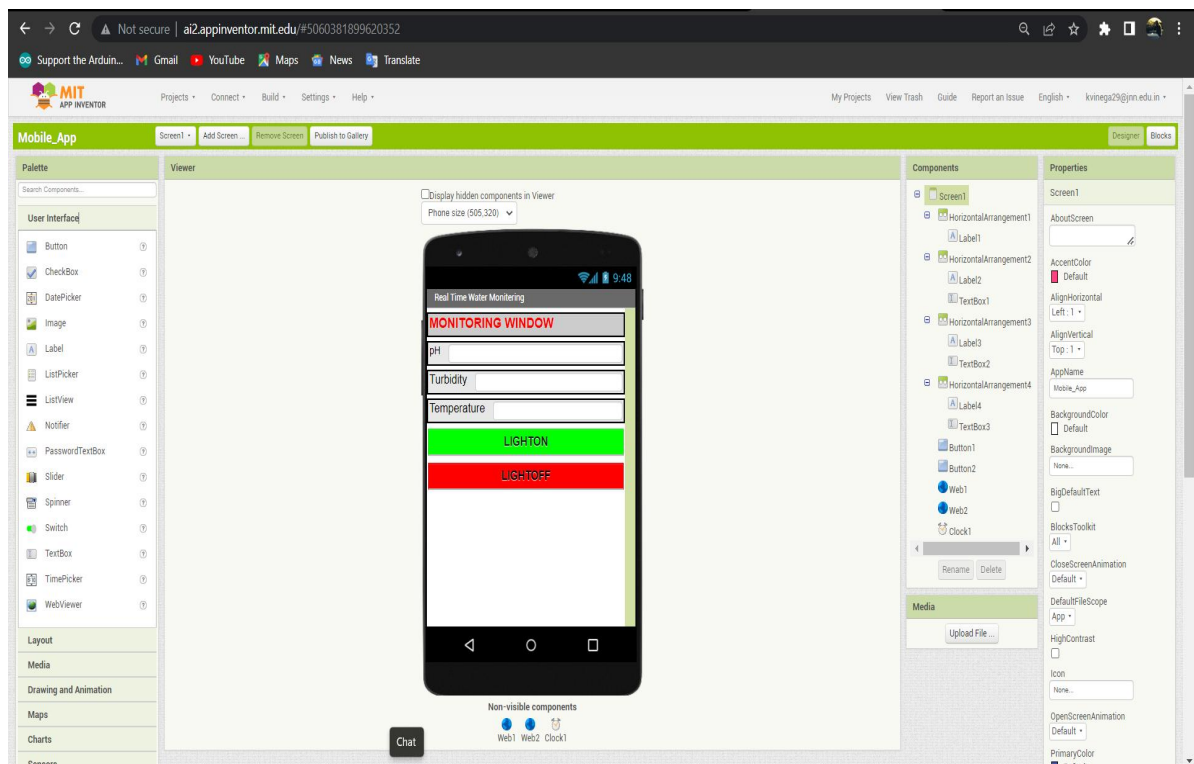 Not secure | ai2.appinventor.mit.edu/#5060381899620352
Support the Arduin... Gmail YouTube Maps News Translate
MIT
APP INVENTOR
Projects Connect Build Settings Help My Projects View Trash Guide Report an Issue English kvinega29@jnn.edu.in
Mobile_App Screen1 Add Screen ... Remove Screen Publish to Gallery Designer Blocks
Palette
Search Components...
User Interface
Button
CheckBox
DatePicker
Image
Label
ListPicker
ListView
Notifier
PasswordTextBox
Slider
Spinner
Switch
TextBox
TimePicker
WebViewer
Layout
Media
Drawing and Animation
Maps
Charts
Sensors
Viewer
Display hidden components in Viewer
Phone size (505,320)
9:48
Real Time Water Monitering
MONITORING WINDOW
pH
Turbidity
Temperature
LIGHTON
LIGHTOFF
Non-visible components
Web1 Web2 Clock1
Chat
Components
Screen1
HorizontalArrangement1
Label1
HorizontalArrangement2
Label2
TextBox1
HorizontalArrangement3
Label3
TextBox2
HorizontalArrangement4
Label4
TextBox3
Button1
Button2
Web1
Web2
Clock1
Rename Delete
Media
Upload File ...
Properties
Screen1
AboutScreen
AccentColor
Default
AlignHorizontal
Left : 1
AlignVertical
Top : 1
AppName
Mobile_App
BackgroundColor
Default
BackgroundImage
None...
BigDefaultText
BlocksToolkit
All
CloseScreenAnimation
Default
DefaultFileScope
App
HighContrast
Icon
None...
OpenScreenAnimation
Default
PrimaryColor